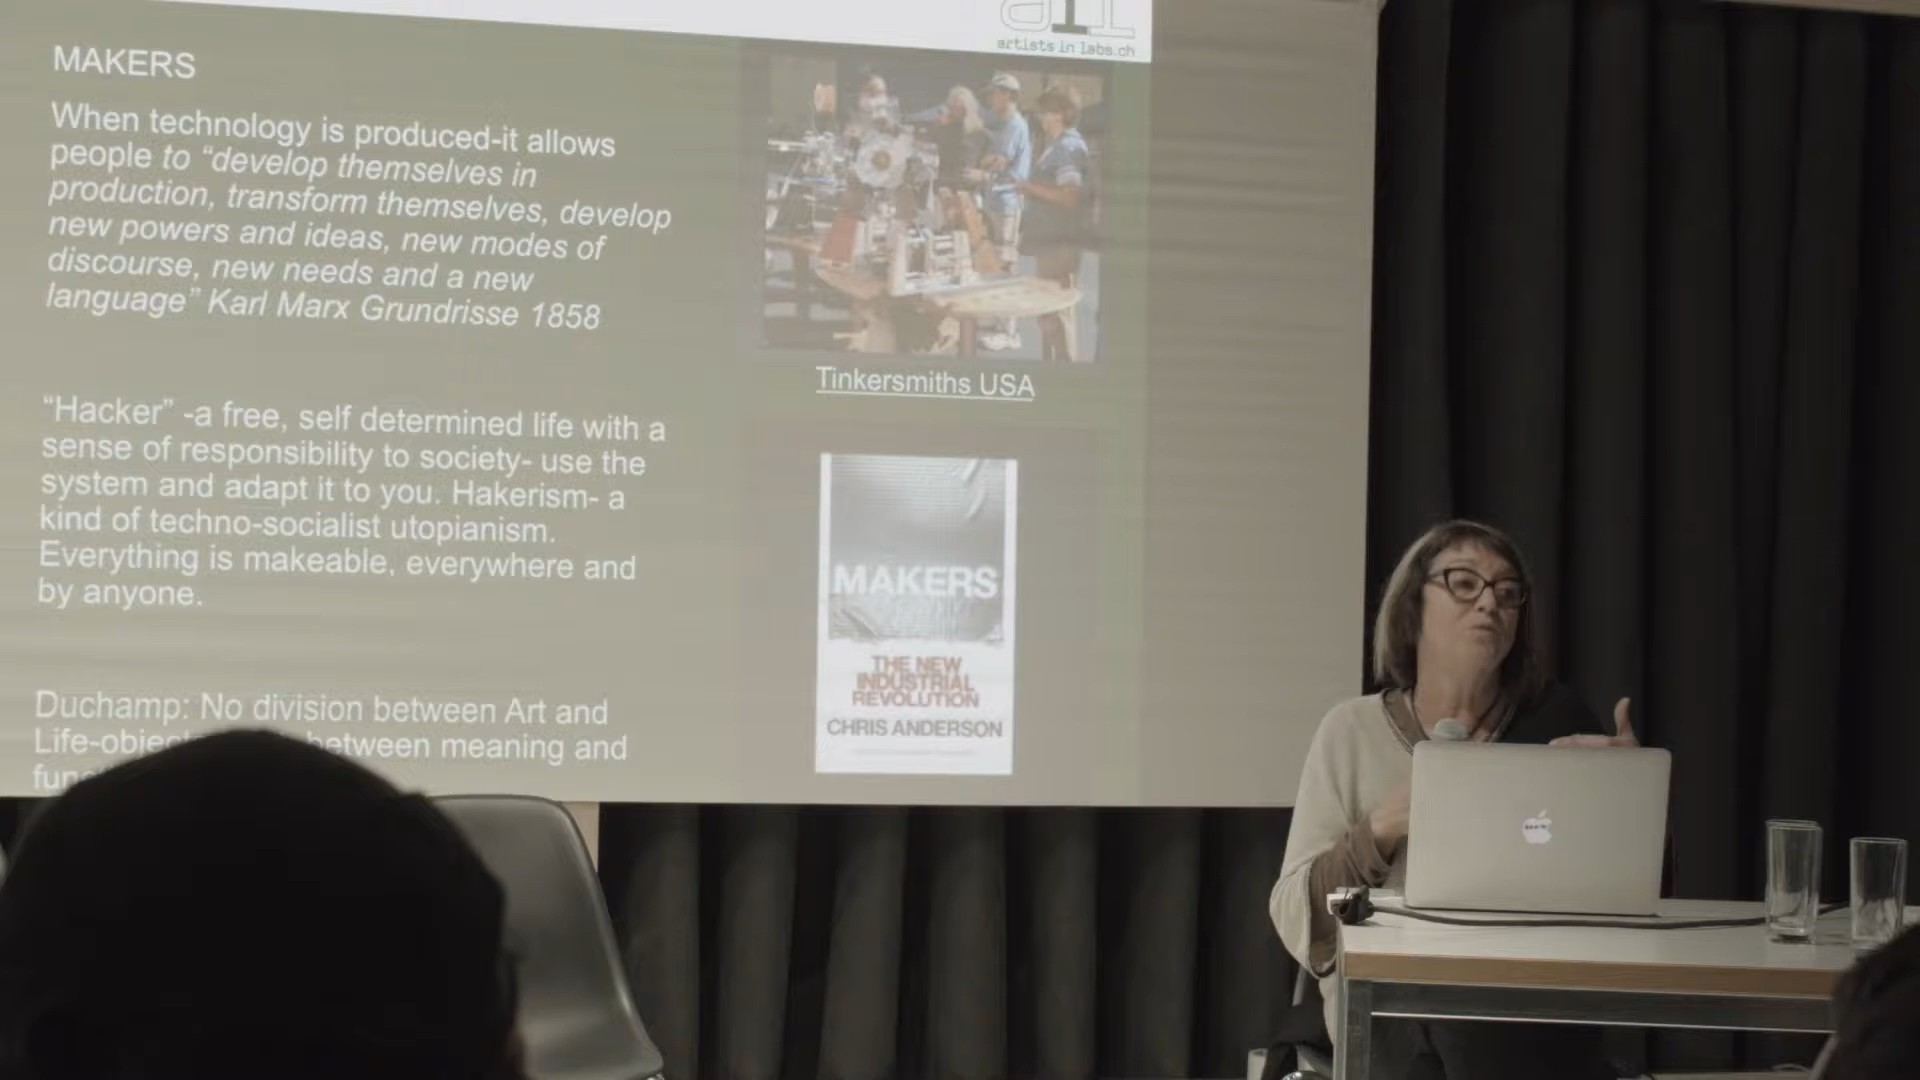 artists in labs.ch
MAKERS
When technology is produced-it allows
people to “develop themselves in
production, transform themselves, develop
new powers and ideas, new modes of
discourse, new needs and a new
language” Karl Marx Grundrisse 1858
“Hacker” -a free, self determined life with a
sense of responsibility to society- use the
system and adapt it to you. Hakerism- a
kind of techno-socialist utopianism.
Everything is makeable, everywhere and
by anyone.
Duchamp: No division between Art and
between meaning and
Tinkersmiths USA
MAKERS
THE NEW
INDUSTRIAL
REVOLUTION
CHRIS ANDERSON